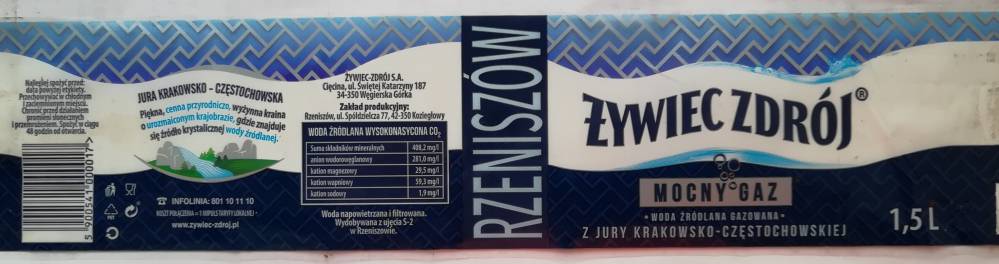 Najlepiej spożyć przed:
data powyżej etykiety.
Przechowywać w chłodnym
i zaciemnionym miejscu.
Chronić przed działaniem
promieni słonecznych
i przemrożeniem. Spożyć w ciągu
48 godzin od otwarcia.
5 900541 000017
JURA KRAKOWSKO - CZĘSTOCHOWSKA
Piękna, cenna przyrodniczo, wyżynna kraina
o urozmaiconym krajobrazie, gdzie znajduje
się źródło krystalicznej wody źródlanej.
INFOLINIA: 801 10 11 10
KOSZT POŁĄCZENIA = 1 IMPULS TARYFY LOKALNEJ
www.zywiec-zdroj.pl
ŻYWIEC-ZDRÓJ S.A.
Cięcina, ul. Świętej Katarzyny 187
34-350 Węgierska Górka
Zakład produkcyjny:
Rzeniszów, ul. Spółdzielcza 77, 42-350 Koziegłowy
WODA ŹRÓDLANA WYSOKONASYCONA CO₂
Suma składników mineralnych 408,2 mg/l
anion wodorowęglanowy 281,0 mg/l
kation magnezowy 29,5 mg/l
kation wapniowy 59,3 mg/l
kation sodowy 1,9 mg/l
Woda napowietrzana i filtrowana.
Wydobywana z ujęcia S-2
w Rzeniszowie.
RZENISZÓW
ŻYWIEC ZDRÓJ®
MOCNY GAZ
• WODA ŹRÓDLANA GAZOWANA •
Z JURY KRAKOWSKO-CZĘSTOCHOWSKIEJ
1,5 L